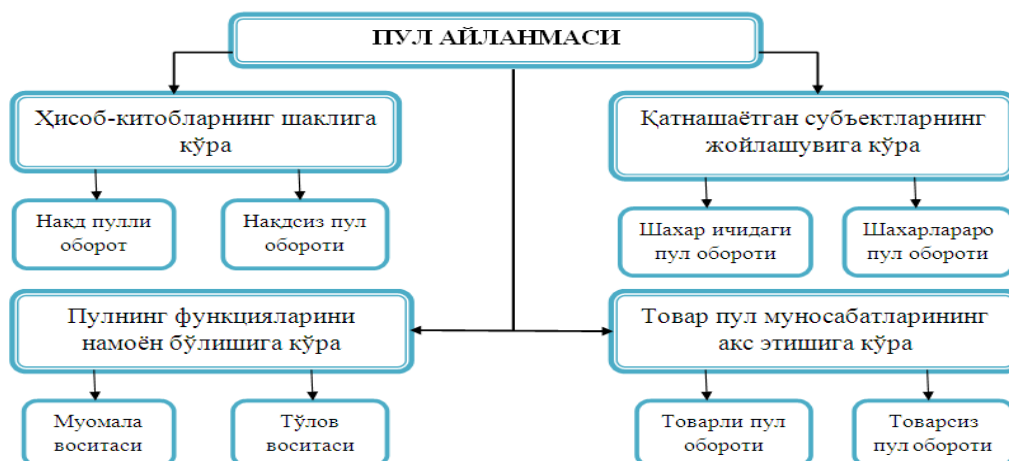 ПУЛ АЙЛАНМАСИ
Ҳисоб-китобларнинг шаклига
кўра
Қатнашаётган субъектларнинг
жойлашувига кўра
Нақд пулли
оборот
Нақдсиз пул
обороти
Шахар ичидаги
пул обороти
Шахарлараро
пул обороти
Пулнинг функцияларини
намоён бўлишига кўра
Товар пул муносабатларининг
акс этишига кўра
Муомала
воситаси
Тўлов
воситаси
Товарли пул
обороти
Товарсиз
пул обороти